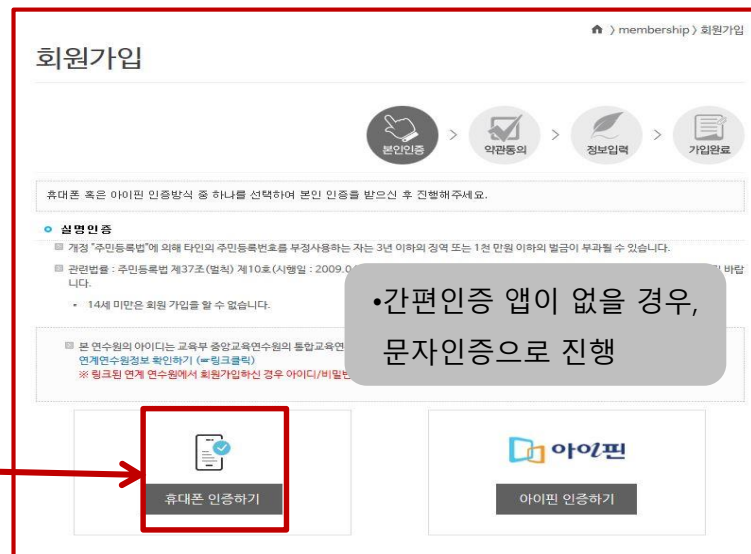 > membership > 회원가입
회원가입
본인인증 > 약관동의 > 정보입력 > 가입완료
휴대폰 혹은 아이핀 인증방식 중 하나를 선택하여 본인 인증을 받으신 후 진행해주세요.
실명인증
개정 "주민등록법"에 의해 타인의 주민등록번호를 부정사용하는 자는 3년 이하의 징역 또는 1천 만원 이하의 벌금이 부과될 수 있습니다.
관련법률 : 주민등록법 제37조(벌칙) 제10호(시행일 : 2009.0 바랍
니다.
- 14세 미만은 회원 가입을 할 수 없습니다.
•간편인증 앱이 없을 경우,
문자인증으로 진행
본 연수원의 아이디는 교육부 중앙교육연수원의 통합교육연
연계연수원정보 확인하기 (☞링크클릭)
※ 링크된 연계 연수원에서 회원가입하신 경우 아이디/비밀번
아이핀
휴대폰 인증하기
아이핀 인증하기